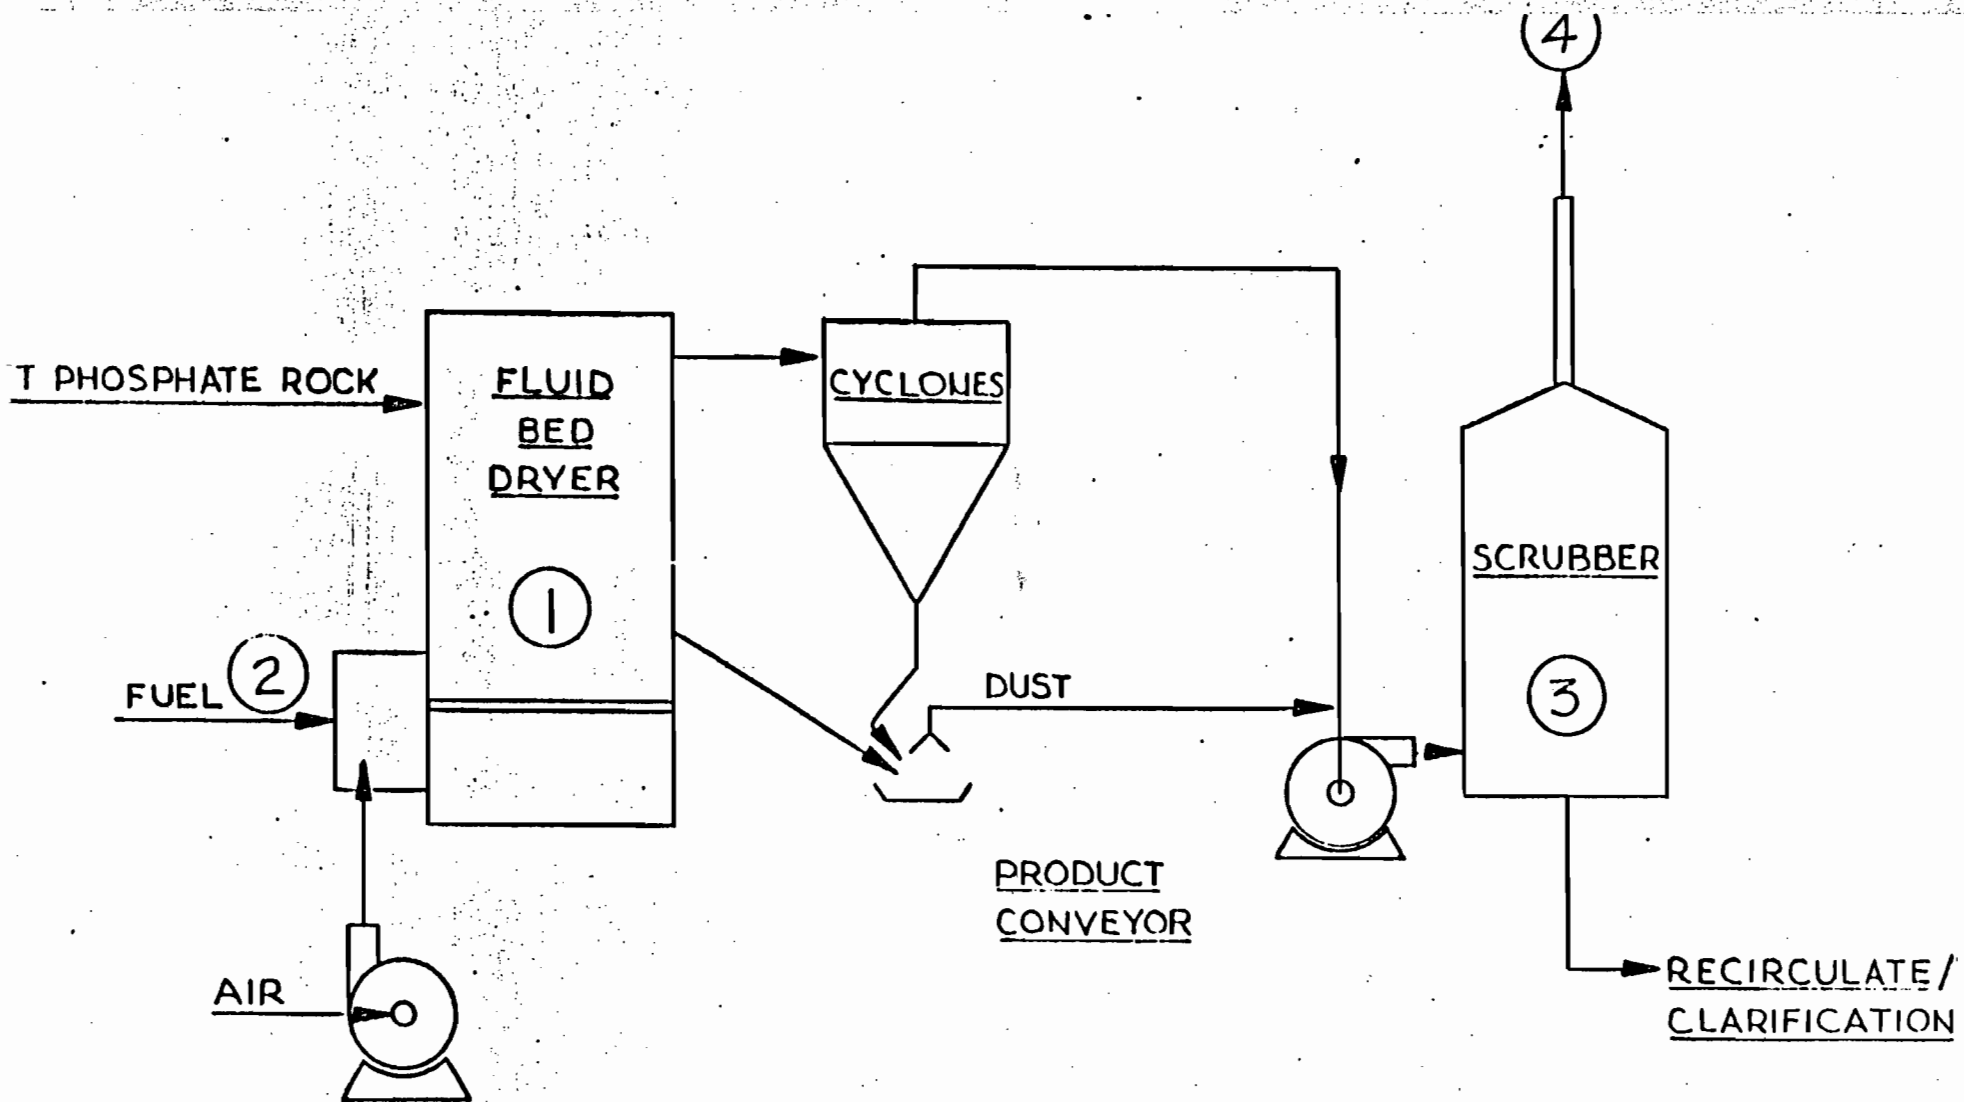 4
T PHOSPHATE ROCK
FLUID
BED
DRYER
CYCLONES
SCRUBBER
1
2
FUEL
DUST
3
PRODUCT
CONVEYOR
AIR
RECIRCULATE/
CLARIFICATION